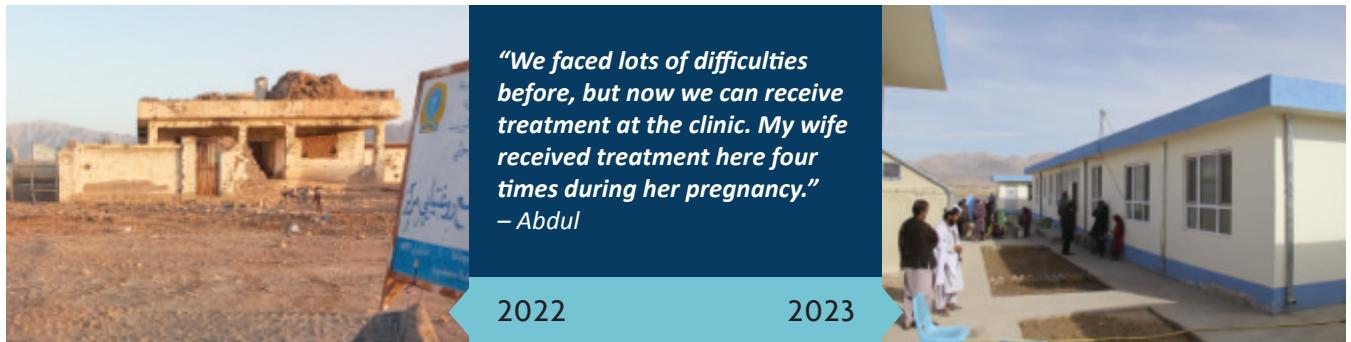 “We faced lots of difficulties
before, but now we can receive
treatment at the clinic. My wife
received treatment here four
times during her pregnancy.”
– Abdul
2022
2023